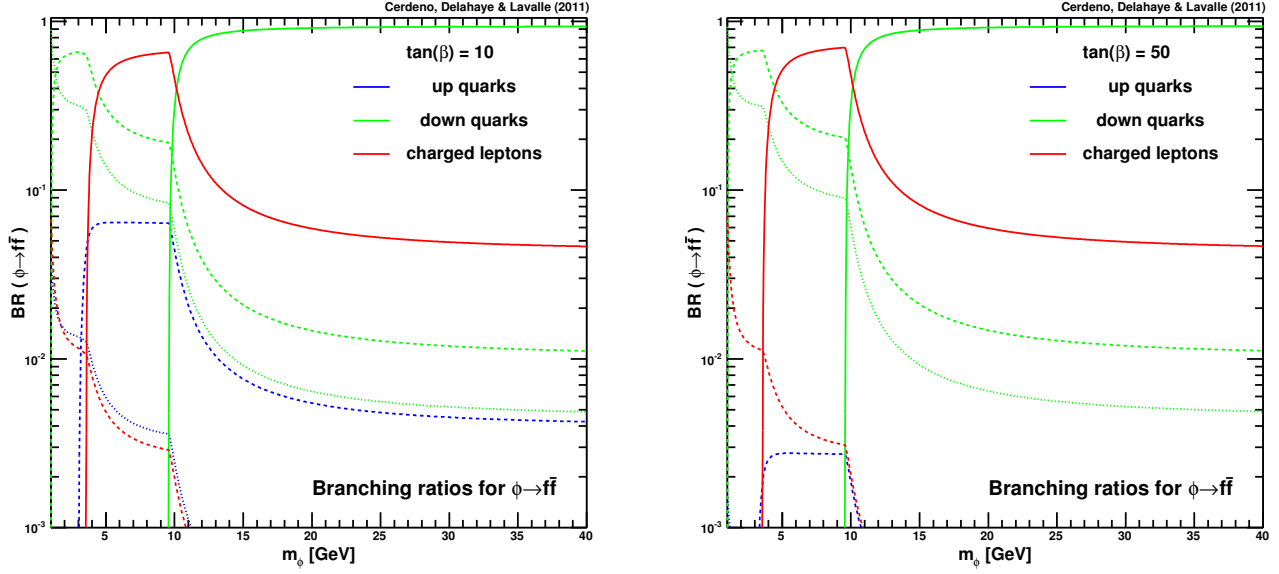 Cerdeno, Delahaye & Lavalle (2011)
BR ( ϕ→ff̄ )
1
10⁻¹
10⁻²
10⁻³
tan(β) = 10
up quarks
down quarks
charged leptons
Branching ratios for ϕ→ff̄
5 10 15 20 25 30 35 40
m_ϕ [GeV]
Cerdeno, Delahaye & Lavalle (2011)
BR ( ϕ→ff̄ )
1
10⁻¹
10⁻²
10⁻³
tan(β) = 50
up quarks
down quarks
charged leptons
Branching ratios for ϕ→ff̄
5 10 15 20 25 30 35 40
m_ϕ [GeV]